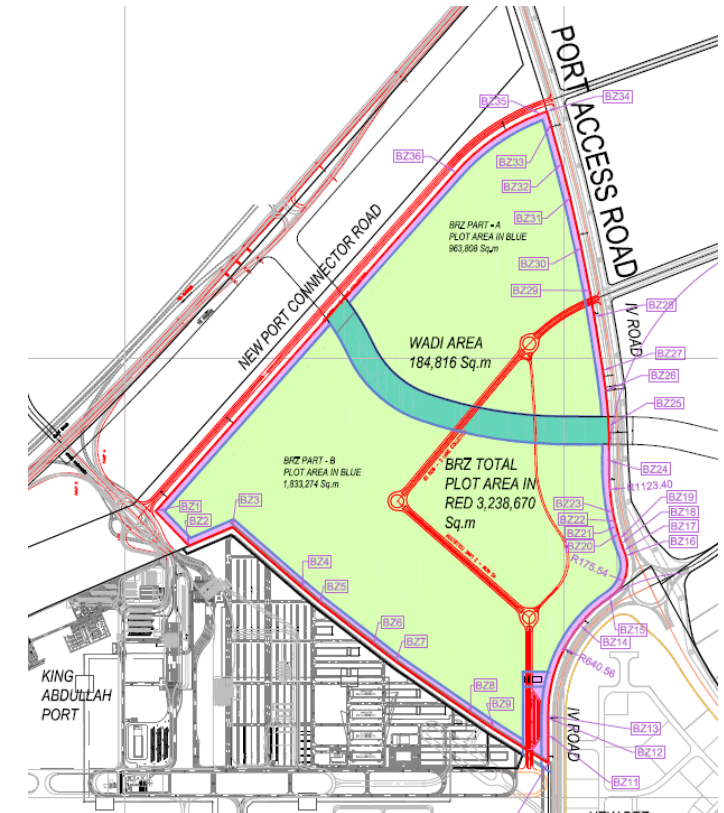 PORT ACCESS ROAD
BZ35
BZ34
BZ33
BZ36
BZ32
BZ31
BRZ PART - A
PLOT AREA IN BLUE
963,808 Sq.m
BZ30
BZ29
BZ28
NEW PORT CONNNECTOR ROAD
IV ROAD
WADI AREA
184,816 Sq.m
BZ27
BZ26
BZ25
BRZ PART - B
PLOT AREA IN BLUE
1,833,274 Sq.m
BRZ TOTAL
PLOT AREA IN
RED 3,238,670
Sq.m
BZ24
R1123.40
BZ1
BZ2
BZ3
BZ23
BZ22
BZ21
BZ20
BZ19
BZ18
BZ17
BZ16
R175.54
BZ4
BZ5
BZ6
BZ7
BZ15
BZ14
R640.56
KING
ABDULLAH
PORT
BZ8
BZ9
IV ROAD
BZ13
BZ12
BZ11